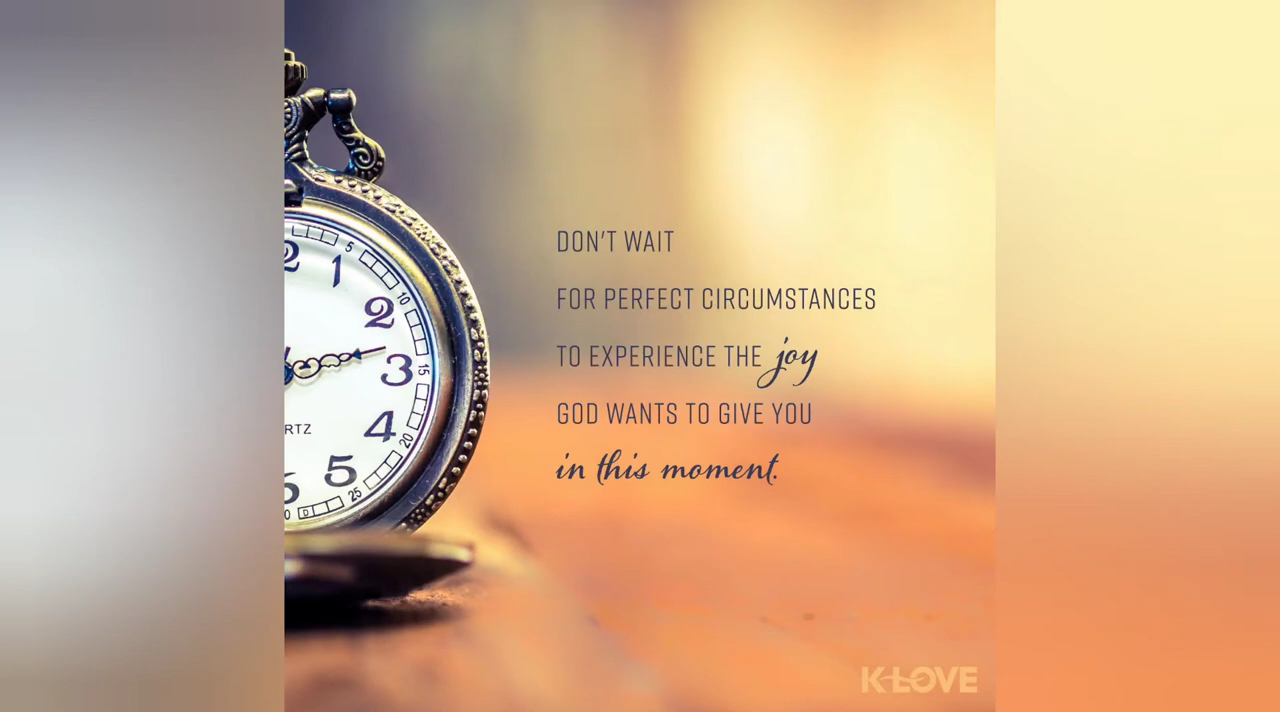 DON'T WAIT
FOR PERFECT CIRCUMSTANCES
TO EXPERIENCE THE joy
GOD WANTS TO GIVE YOU
in this moment.
2
1
2
3
4
5
5
10
15
20
25
RTZ
K-LOVE